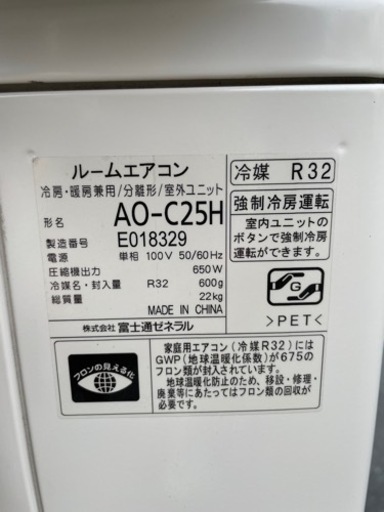 ルームエアコン
冷房・暖房兼用/分離形/室外ユニット
形名 AO-C25H
製造番号 E018329
電源 単相 100V 50/60Hz
圧縮機出力 650W
冷媒名・封入量 R32 600g
総質量 22kg
MADE IN CHINA
株式会社 富士通ゼネラル
冷媒 R32
強制冷房運転
室内ユニットの
ボタンで強制冷房
運転ができます。
G
>PET<
フロンの見える化
家庭用エアコン(冷媒R32)には
GWP(地球温暖化係数)が675の
フロン類が封入されています。
地球温暖化防止のため、移設・修理・
廃棄等にあたってはフロン類の回収が
必要です。